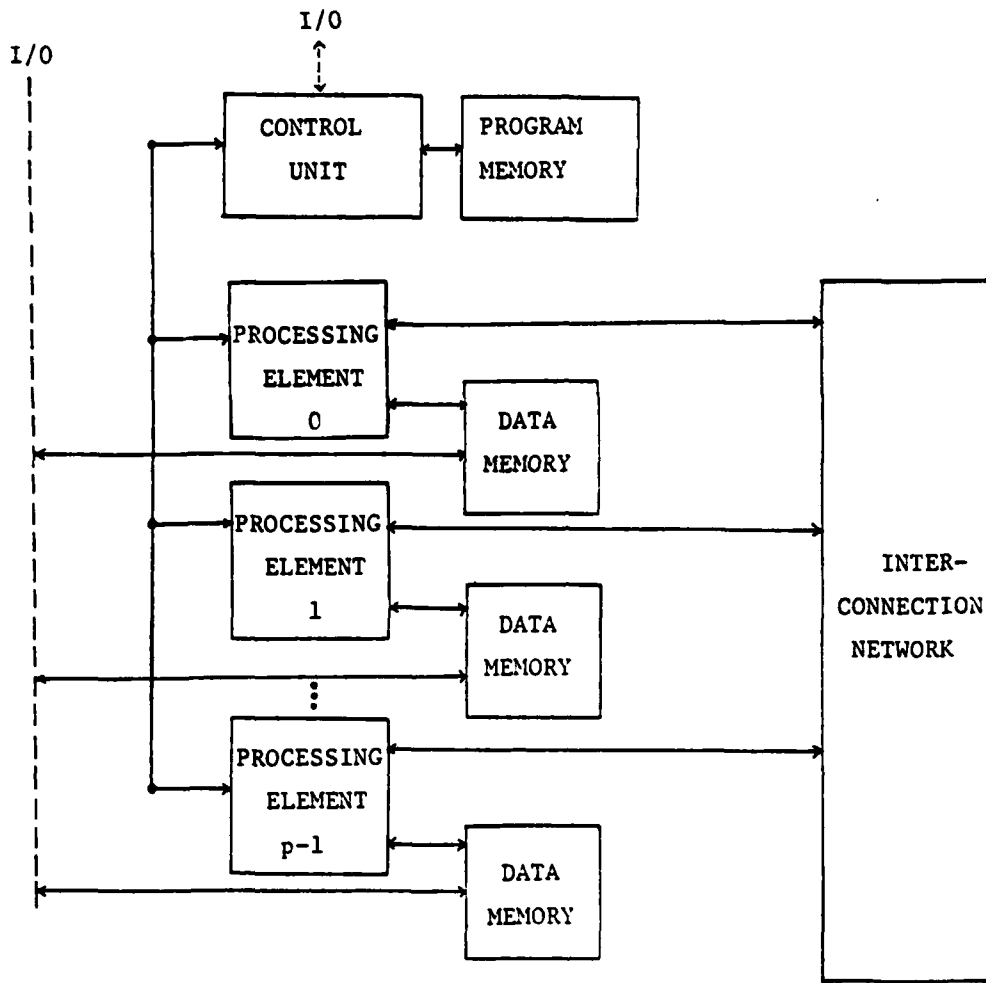 I/O
I/O
CONTROL
UNIT
PROGRAM
MEMORY
PROCESSING
ELEMENT
0
DATA
MEMORY
PROCESSING
ELEMENT
1
DATA
MEMORY
PROCESSING
ELEMENT
p-1
DATA
MEMORY
INTER-
CONNECTION
NETWORK